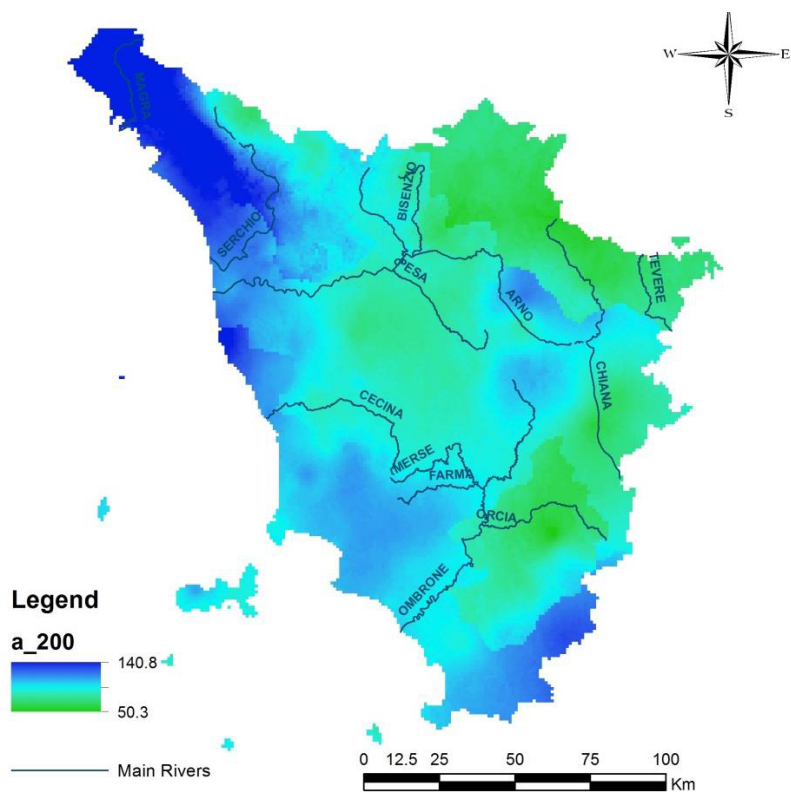 N
W
E
S
MAGRA
SERCHIO
BISENZIO
PESA
ARNO
TEVERE
CHIANA
CECINA
MERSE
FARMA
ORCIA
OMBRONE
Legend
a_200
140.8
50.3
Main Rivers
0 12.5 25 50 75 100
Km